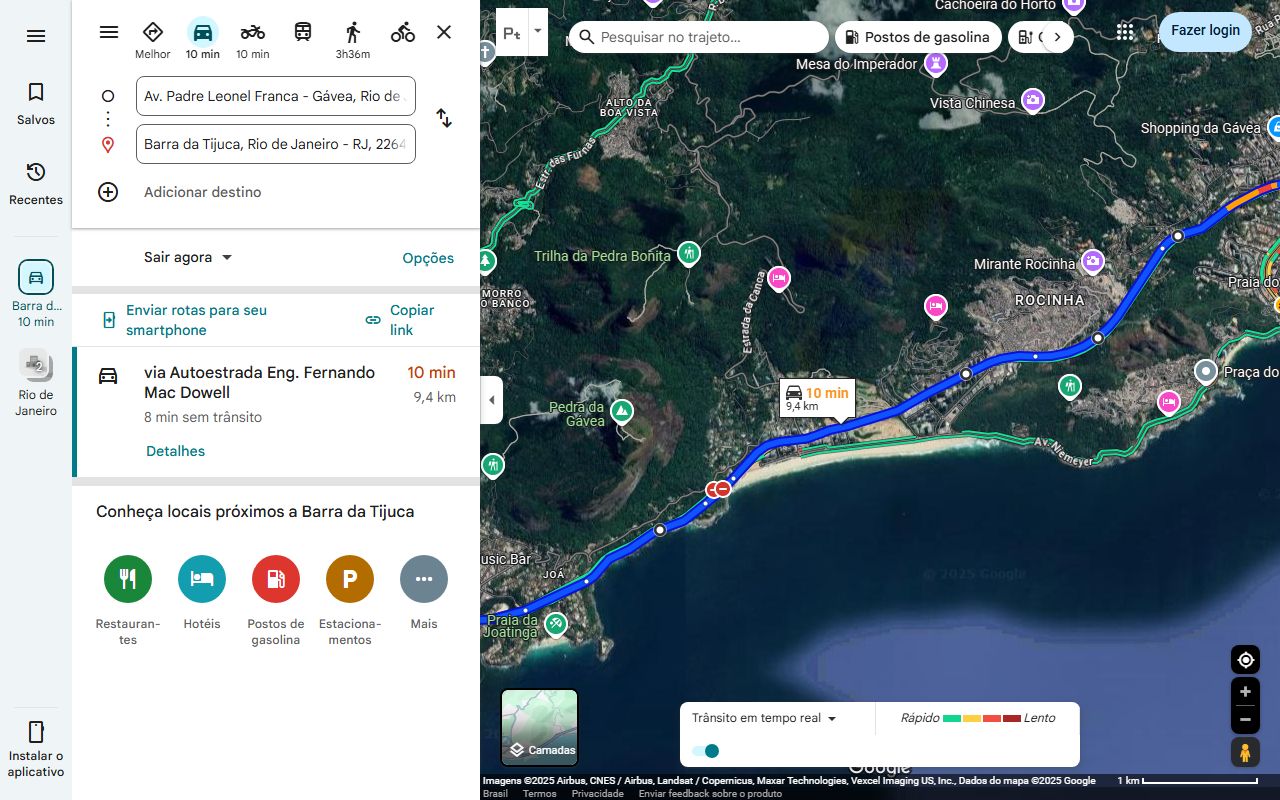 Melhor
10 min
10 min
3h36m
Salvos
Recentes
Barra d...
10 min
2
Rio de
Janeiro
Instalar o
aplicativo
Av. Padre Leonel Franca - Gávea, Rio de
Barra da Tijuca, Rio de Janeiro - RJ, 2264
Adicionar destino
Sair agora
Opções
Enviar rotas para seu
smartphone
Copiar
link
via Autoestrada Eng. Fernando
Mac Dowell
10 min
9,4 km
8 min sem trânsito
Detalhes
Conheça locais próximos a Barra da Tijuca
P
Restauran-
tes
Hotéis
Postos de
gasolina
Estaciona-
mentos
Mais
Pesquisar no trajeto...
Postos de gasolina
Fazer login
Cachoeira do Horto
Mesa do Imperador
Vista Chinesa
Shopping da Gávea
ALTO DA
BOA VISTA
Estr. das Furnas
Trilha da Pedra Bonita
Estrada da Canoa
MORRO
O BANCO
Mirante Rocinha
ROCINHA
Praia do
Praça do
10 min
9,4 km
Pedra da
Gávea
Av. Niemeyer
usic Bar
JOÁ
Praia da
Joatinga
© 2025 Google
Camadas
Trânsito em tempo real
Rápido
Lento
Google
Imagens ©2025 Airbus, CNES / Airbus, Landsat / Copernicus, Maxar Technologies, Vexcel Imaging US, Inc., Dados do mapa ©2025 Google
1 km
Brasil
Termos
Privacidade
Enviar feedback sobre o produto